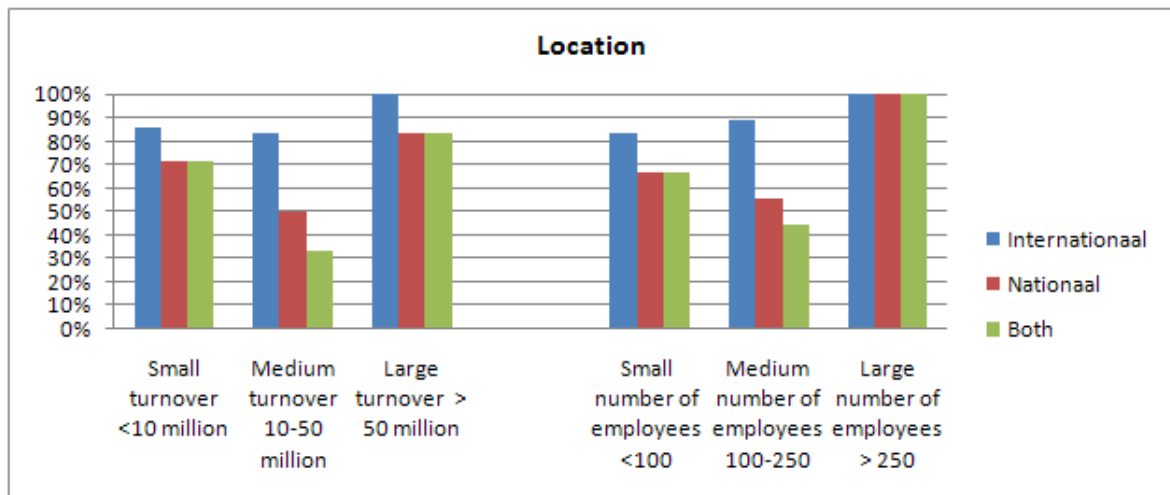 Location
100%
90%
80%
70%
60%
50%
40%
30%
20%
10%
0%
Small
turnover
<10 million
Medium
turnover
10-50
million
Large
turnover >
50 million
Small
number of
employees
<100
Medium
number of
employees
100-250
Large
number of
employees
> 250
Internationaal
Nationaal
Both